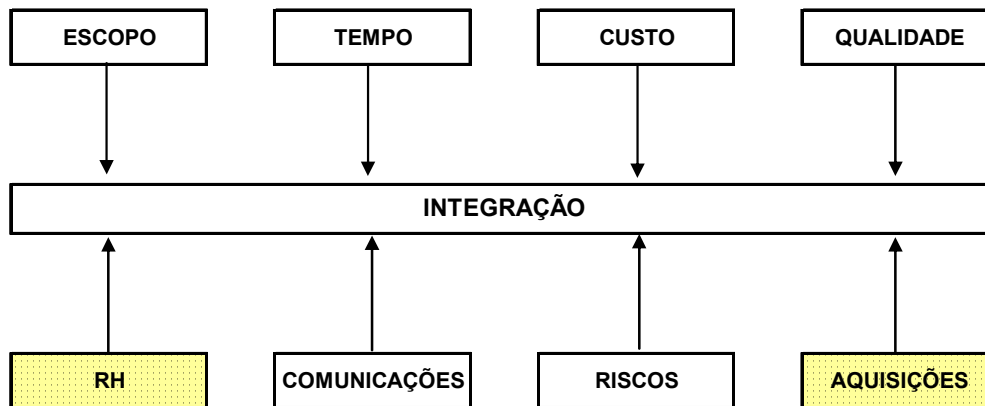 ESCOPO
TEMPO
CUSTO
QUALIDADE
INTEGRAÇÃO
RH
COMUNICAÇÕES
RISCOS
AQUISIÇÕES